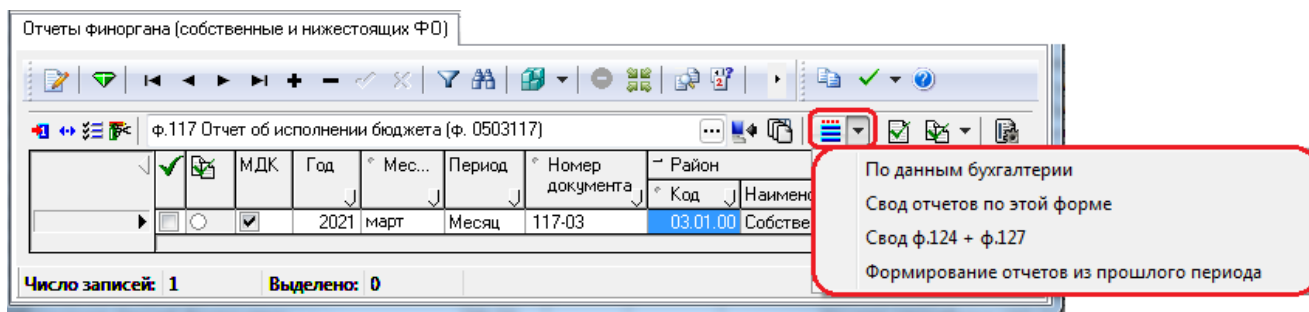 Отчеты финоргана (собственные и нижестоящих ФО)
ф.117 Отчет об исполнении бюджета (ф. 0503117)
МДК Год Мес... Период Номер документа Район
Код Наимено
2021 март Месяц 117-03 03.01.00 Собстве
Число записей: 1 Выделено: 0
По данным бухгалтерии
Свод отчетов по этой форме
Свод ф.124 + ф.127
Формирование отчетов из прошлого периода